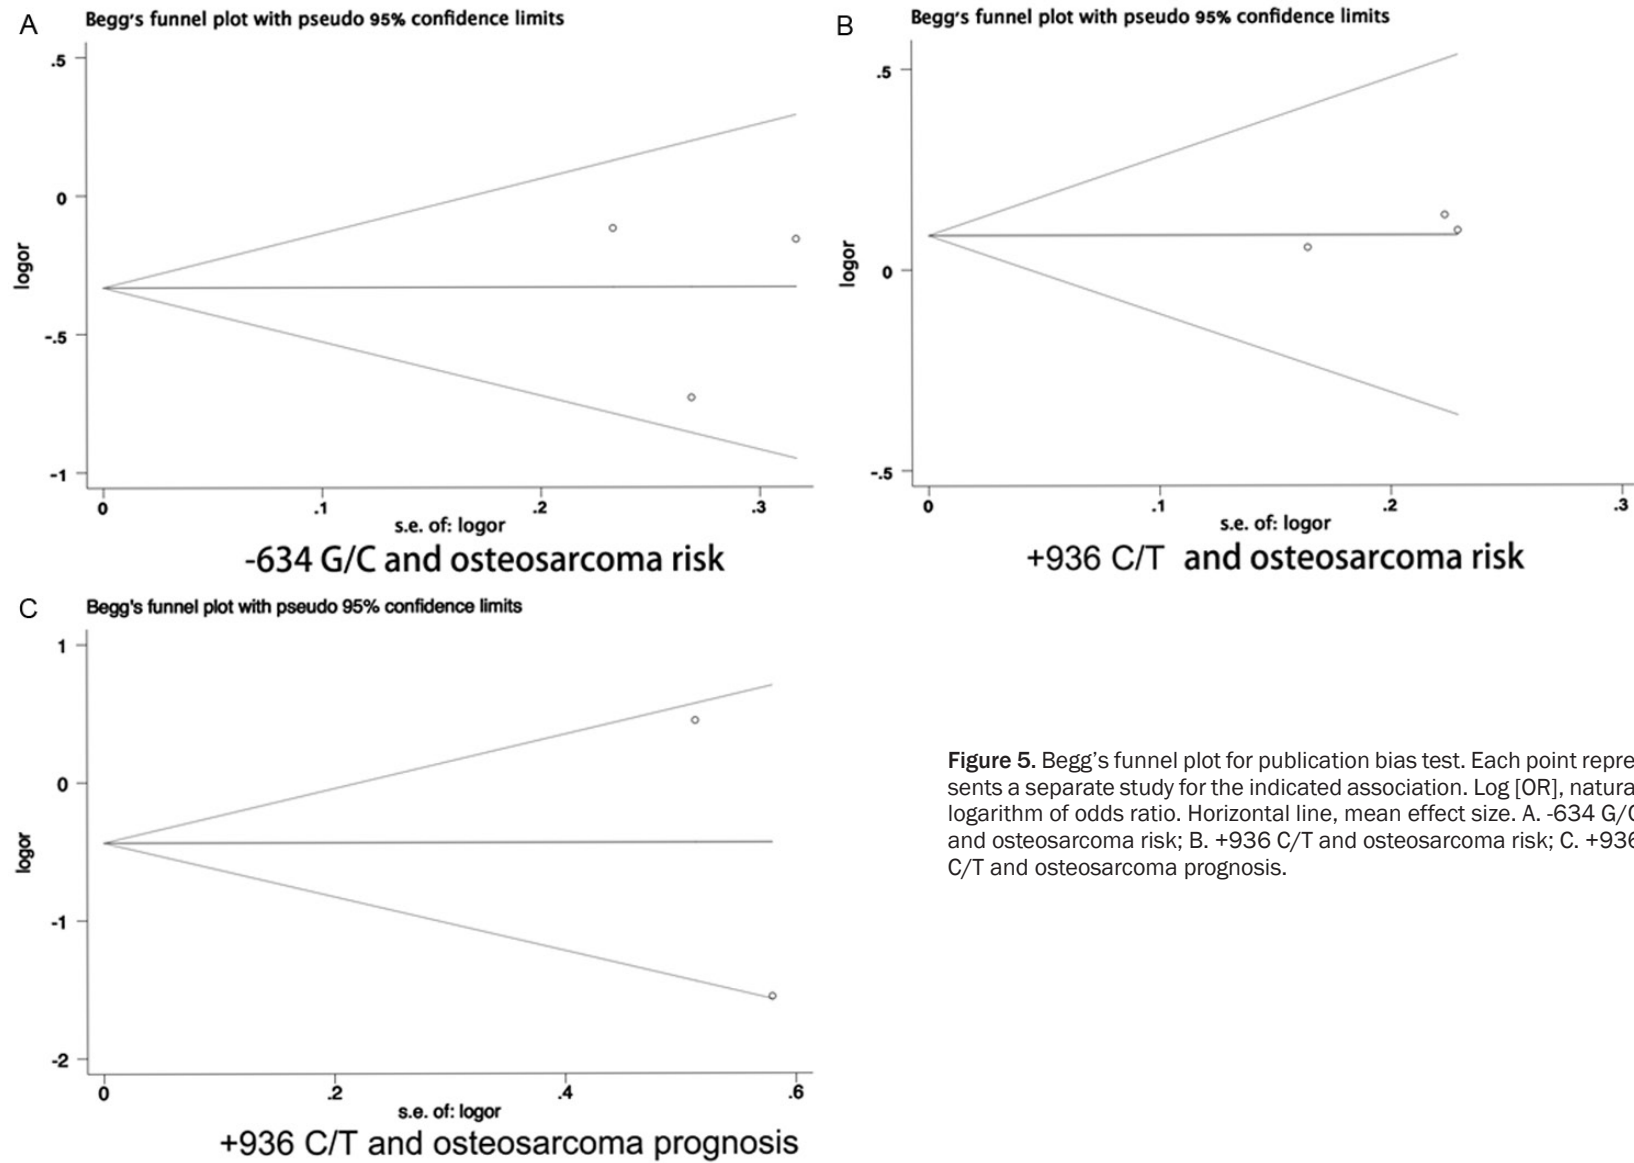 A
Begg's funnel plot with pseudo 95% confidence limits
.5
0
-.5
-1
logor
0
.1
.2
.3
s.e. of: logor
-634 G/C and osteosarcoma risk
B
Begg's funnel plot with pseudo 95% confidence limits
.5
0
-.5
logor
0
.1
.2
.3
s.e. of: logor
+936 C/T and osteosarcoma risk
C
Begg's funnel plot with pseudo 95% confidence limits
1
0
-1
-2
logor
0
.2
.4
.6
s.e. of: logor
+936 C/T and osteosarcoma prognosis
Figure 5. Begg's funnel plot for publication bias test. Each point repre
sents a separate study for the indicated association. Log [OR], natura
logarithm of odds ratio. Horizontal line, mean effect size. A. -634 G/C
and osteosarcoma risk; B. +936 C/T and osteosarcoma risk; C. +936
C/T and osteosarcoma prognosis.